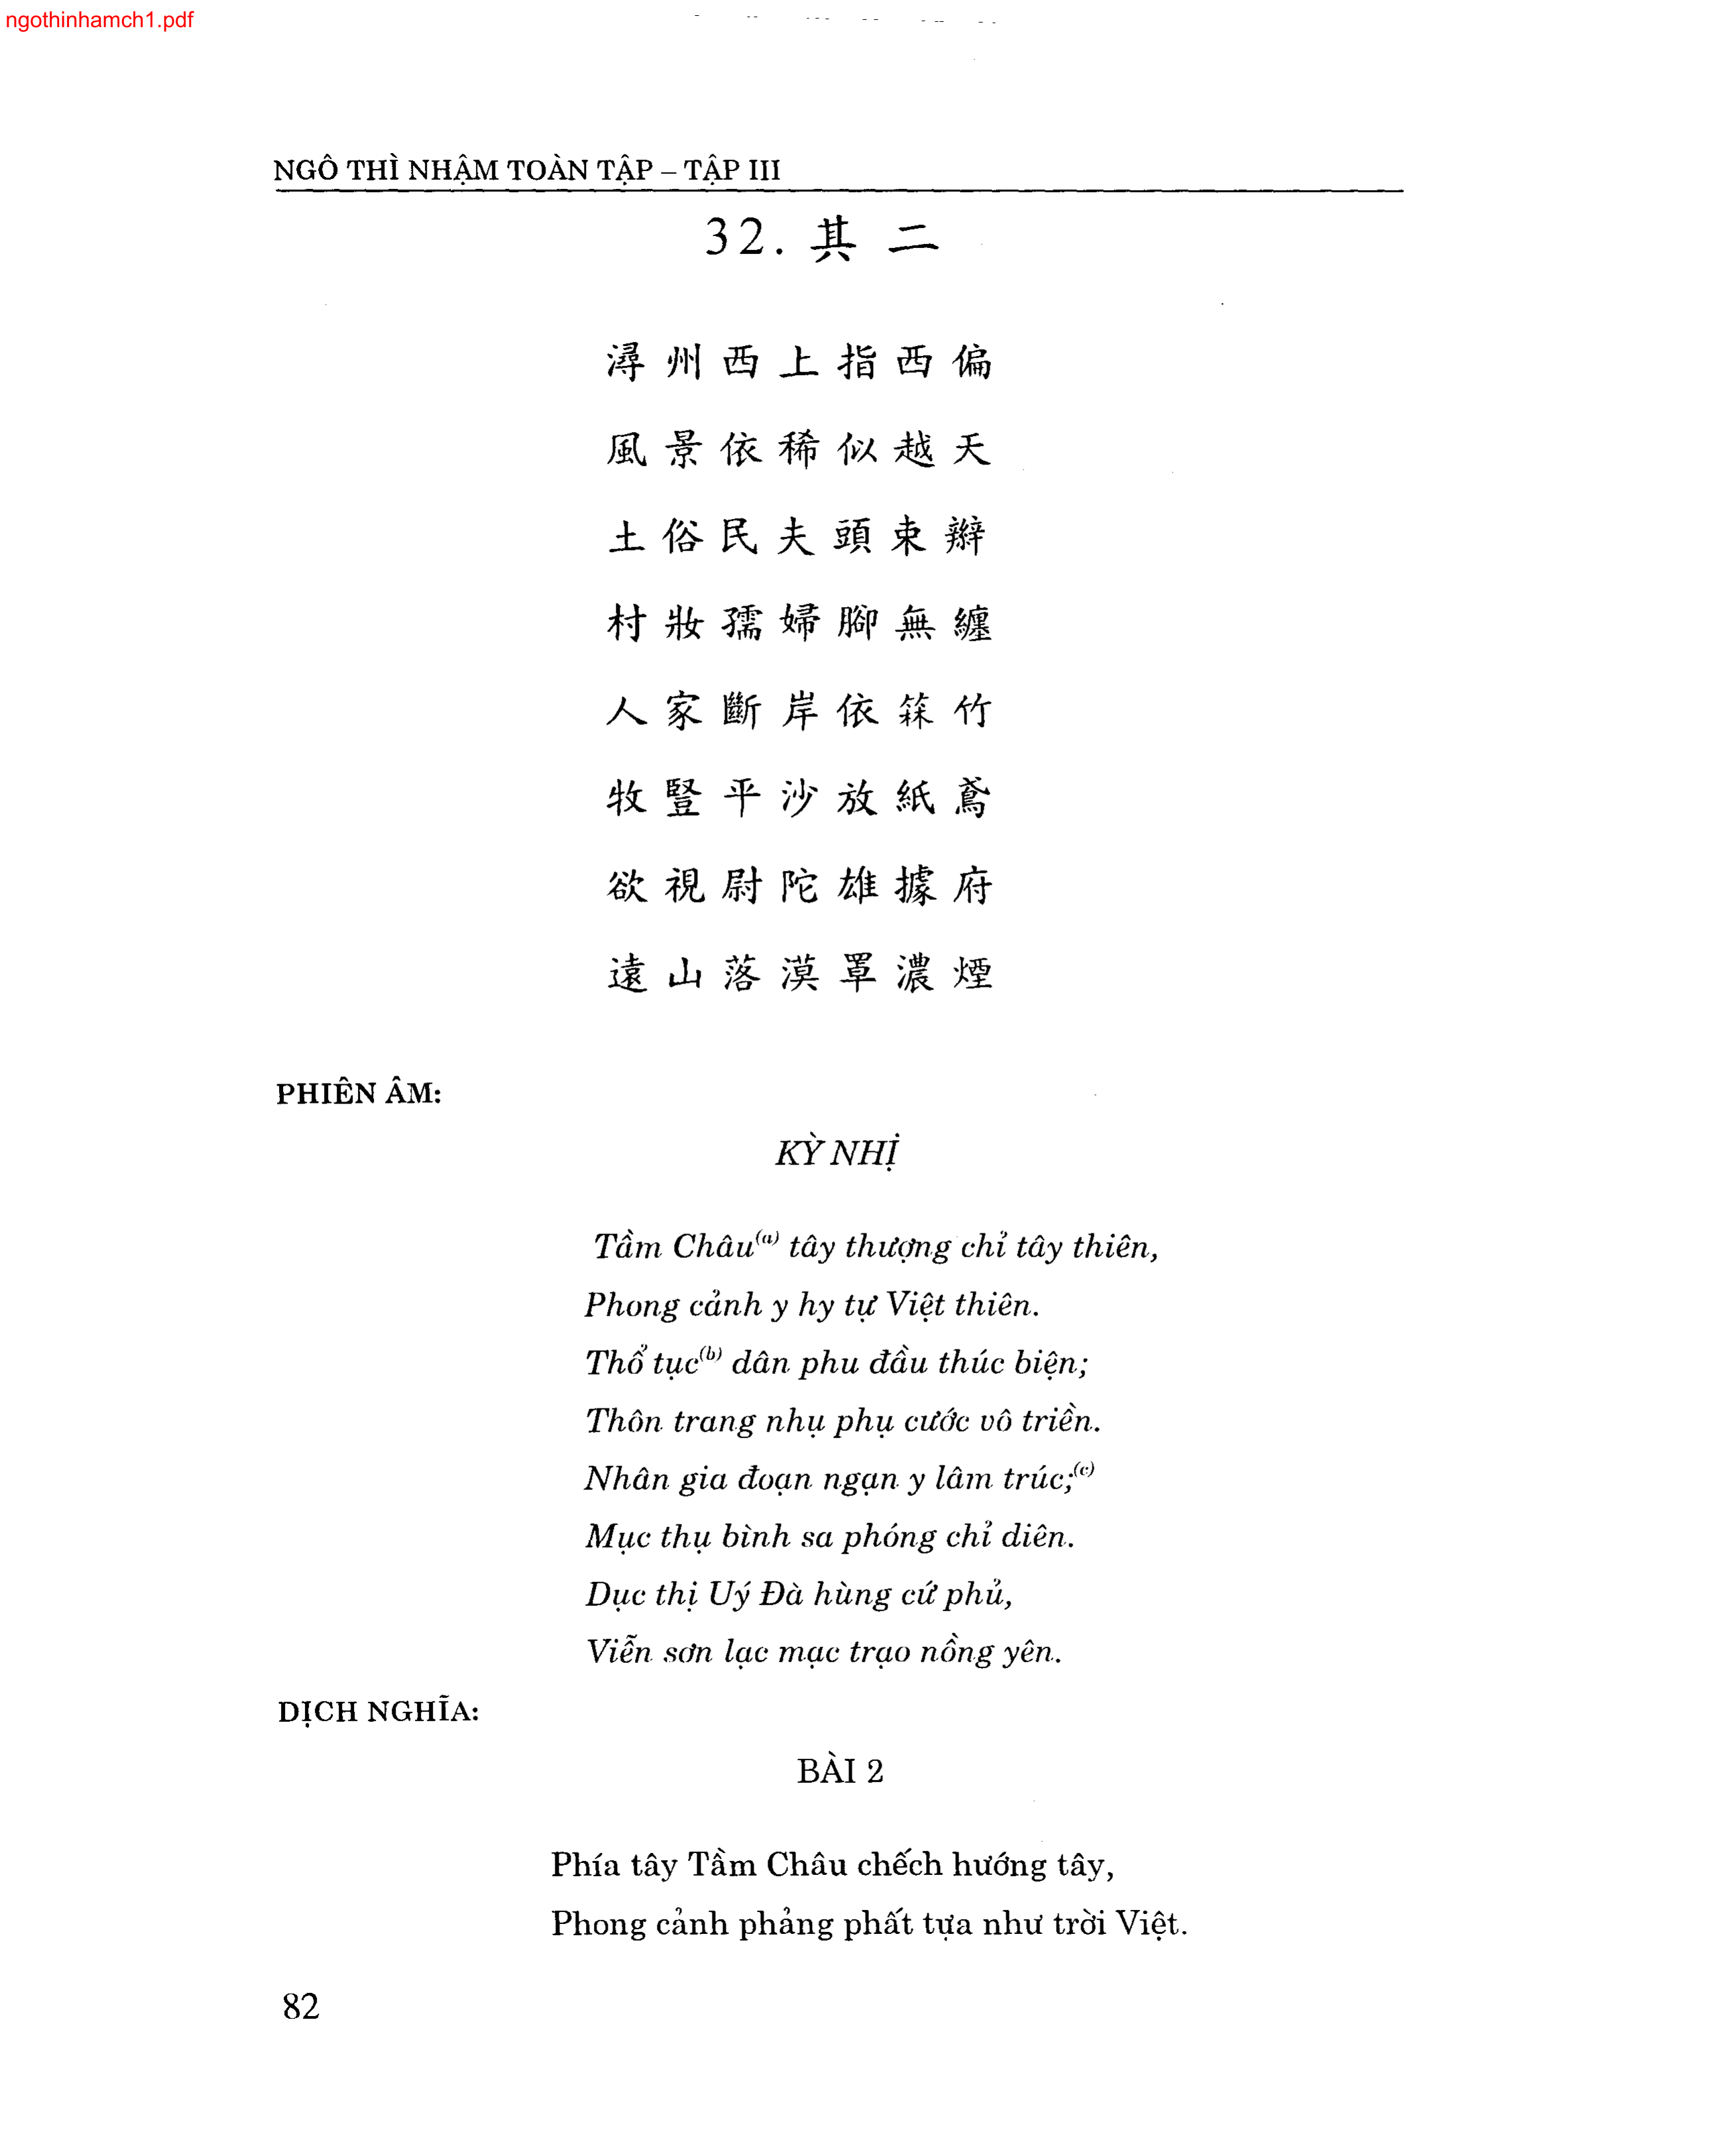 ngothinhamch1.pdf
NGÔ THÌ NHẬM TOÀN TẬP – TẬP III
32. 其 二
潯 州 西 上 指 西 偏
風 景 依 稀 似 越 天
土 俗 民 夫 頭 束 辮
村 妝 孺 婦 腳 無 纏
人 家 斷 岸 依 箖 竹
牧 豎 平 沙 放 紙 鳶
欲 視 尉 陀 雄 據 府
遠 山 落 漠 罩 濃 煙
PHIÊN ÂM:
KỲ NHỊ
Tầm Châu(a) tây thượng chỉ tây thiên,
Phong cảnh y hy tự Việt thiên.
Thổ tục(b) dân phu đầu thúc biện;
Thôn trang nhụ phụ cước vô triền.
Nhân gia đoạn ngạn y lâm trúc;(c)
Mục thụ bình sa phóng chỉ diên.
Dục thị Uý Đà hùng cứ phủ,
Viễn sơn lạc mạc trạo nồng yên.
DỊCH NGHĨA:
BÀI 2
Phía tây Tầm Châu chếch hướng tây,
Phong cảnh phảng phất tựa như trời Việt.
82